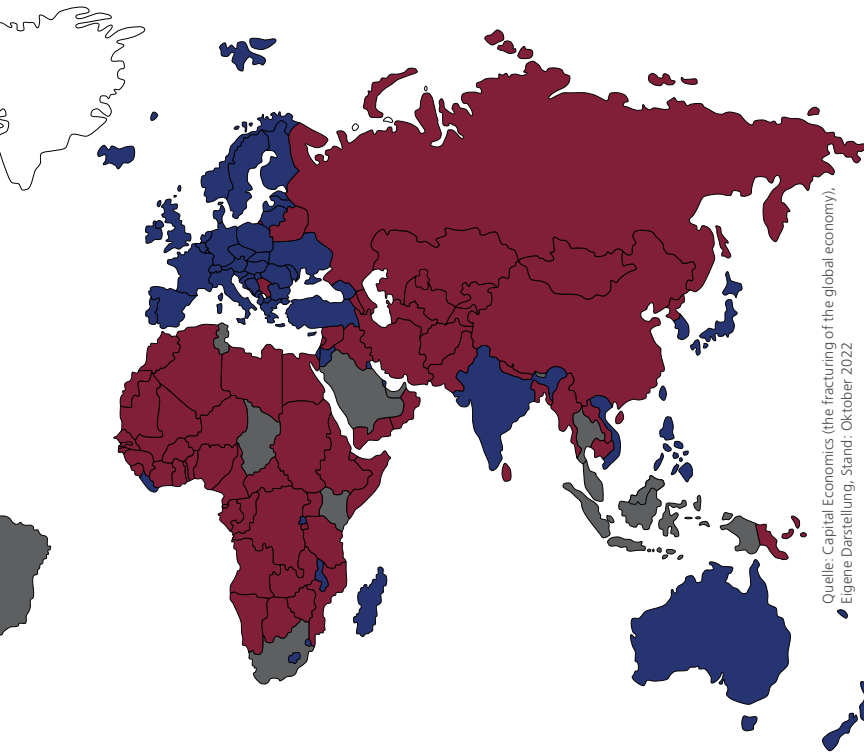 Quelle: Capital Economics (the fracturing of the global economy),
Eigene Darstellung, Stand: Oktober 2022